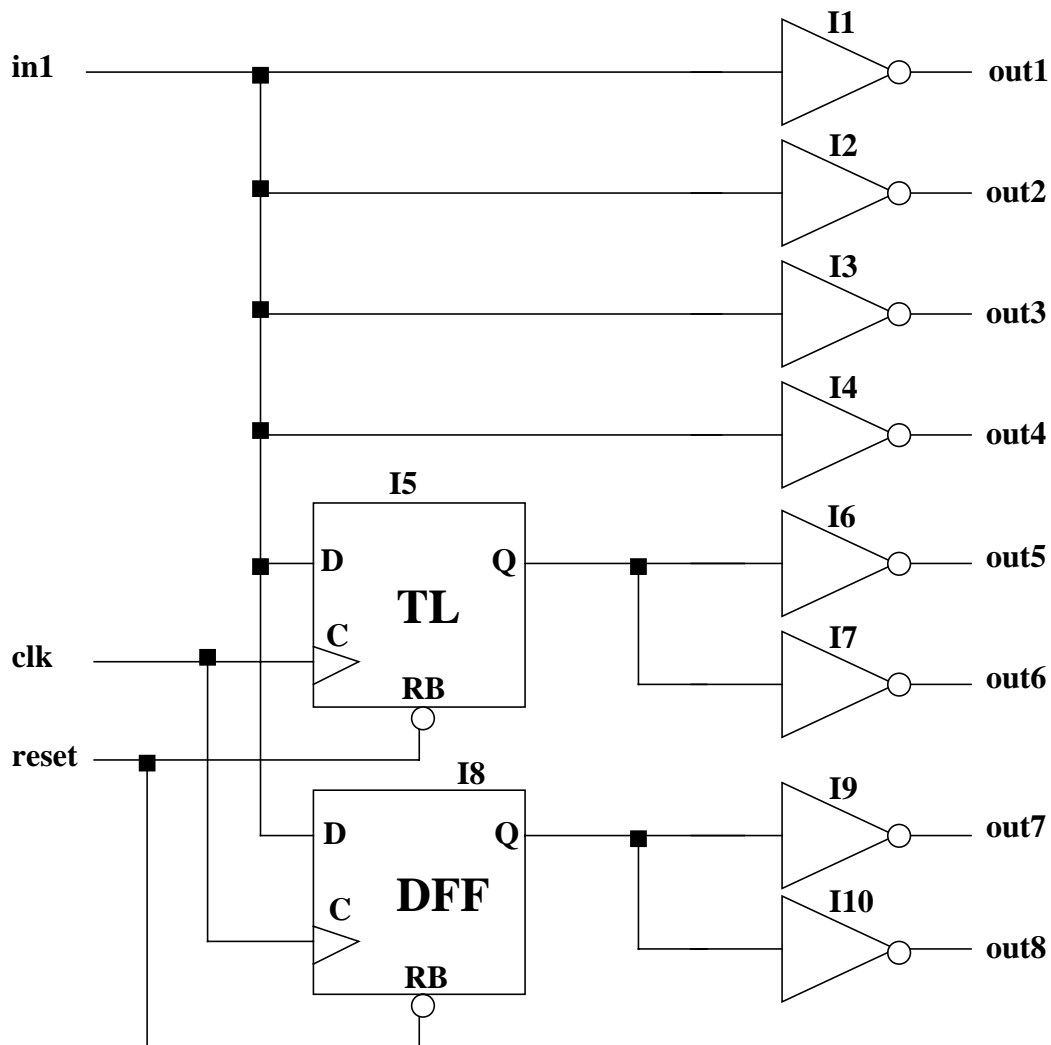 I1
in1
out1
I2
out2
I3
out3
I4
out4
I5
I6
D
Q
out5
TL
C
I7
clk
RB
out6
reset
I8
I9
D
Q
out7
DFF
I10
C
out8
RB